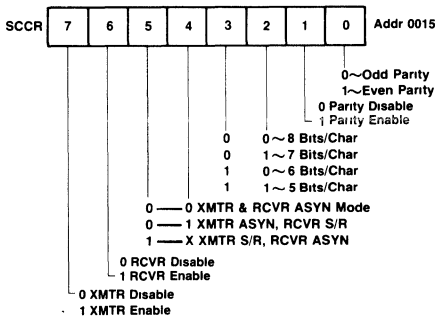 SCCR 7 6 5 4 3 2 1 0 Addr 0015
0~Odd Parity
1~Even Parity
0 Parity Disable
1 Parity Enable
0 0~8 Bits/Char
0 1~7 Bits/Char
1 0~6 Bits/Char
1 1~5 Bits/Char
0—0 XMTR & RCVR ASYN Mode
0—1 XMTR ASYN, RCVR S/R
1—X XMTR S/R, RCVR ASYN
0 RCVR Disable
1 RCVR Enable
0 XMTR Disable
1 XMTR Enable